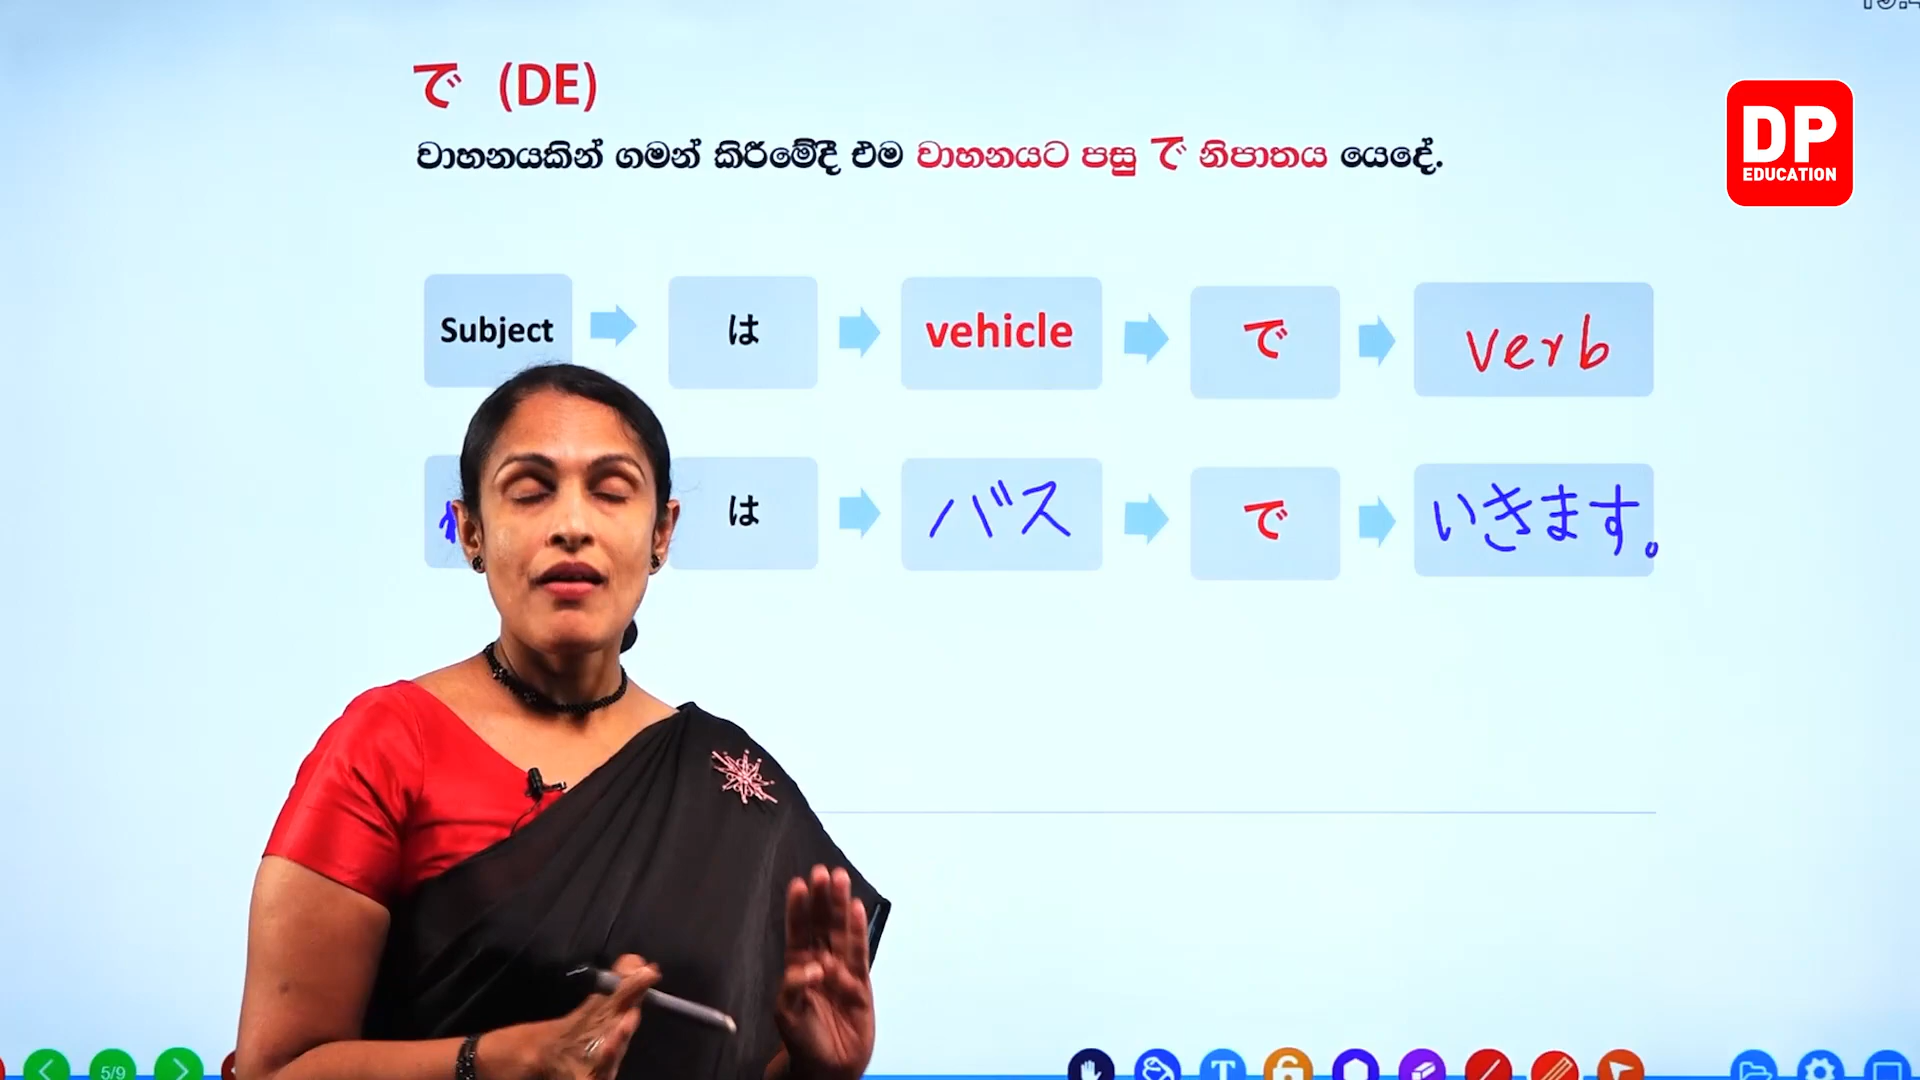 で (DE)
වාහනයකින් ගමන් කිරීමේදී එම වාහනයට පසු で නිපාතය යෙදේ.
DP
EDUCATION
Subject は vehicle で verb
は バス で いきます。
5/9
T